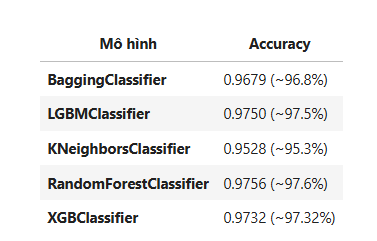 Mô hình Accuracy
BaggingClassifier 0.9679 (~96.8%)
LGBMClassifier 0.9750 (~97.5%)
KNeighborsClassifier 0.9528 (~95.3%)
RandomForestClassifier 0.9756 (~97.6%)
XGBClassifier 0.9732 (~97.32%)